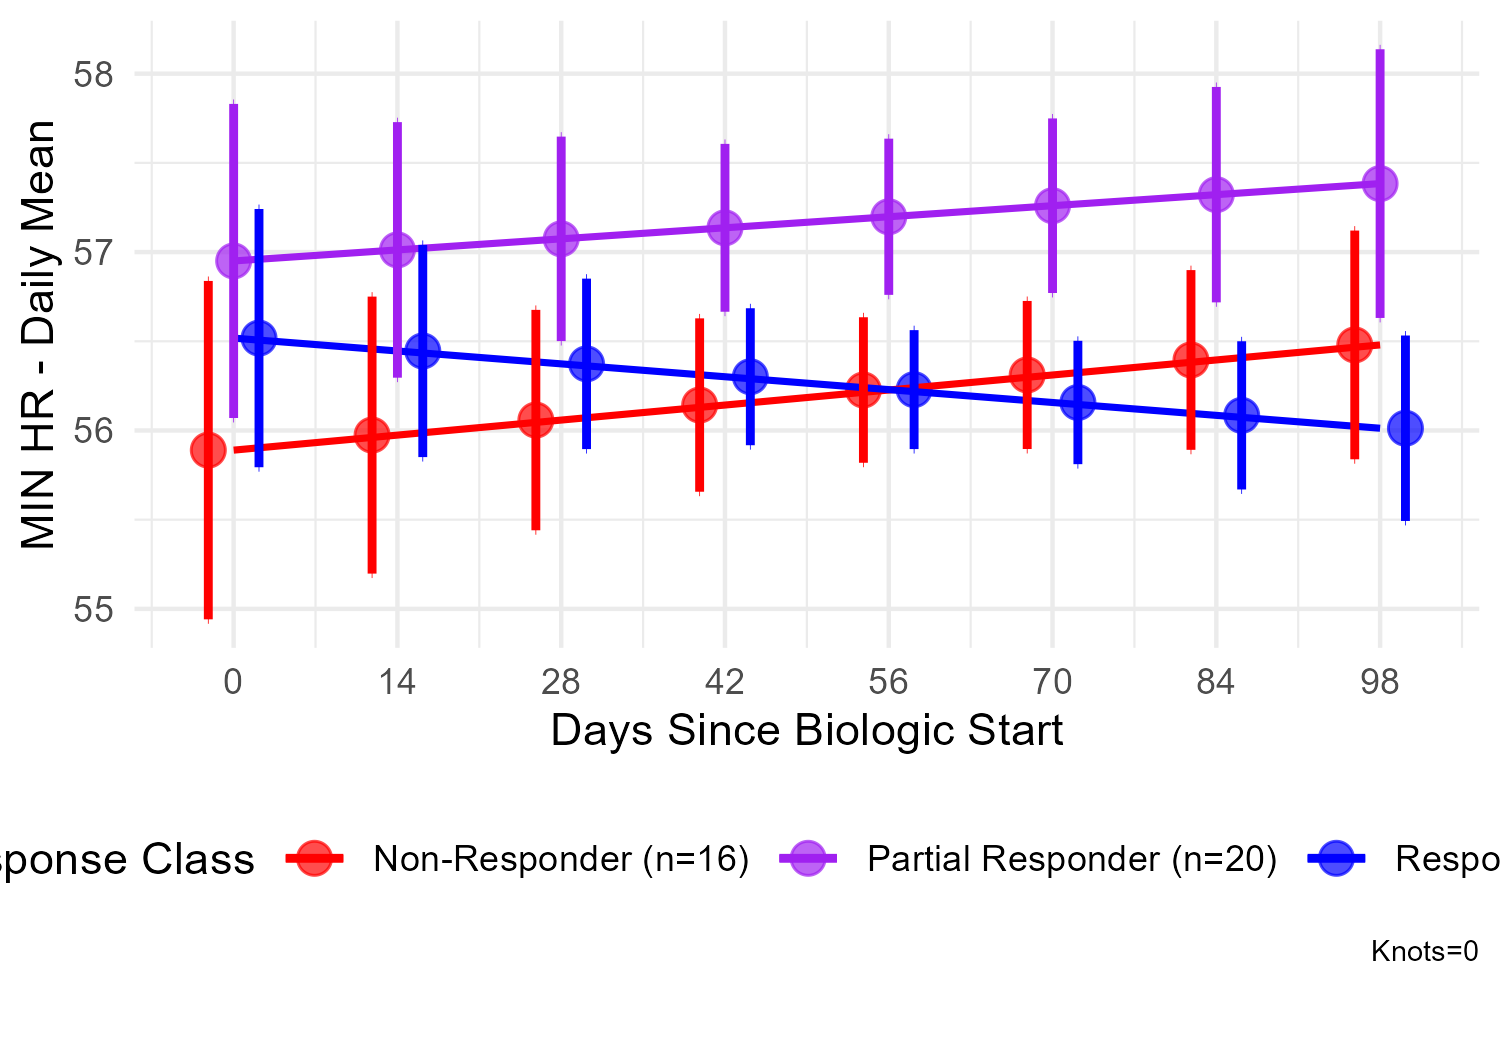 58
57
56
55
MIN HR - Daily Mean
0 14 28 42 56 70 84 98
Days Since Biologic Start
sponse Class Non-Responder (n=16) Partial Responder (n=20) Respo
Knots=0